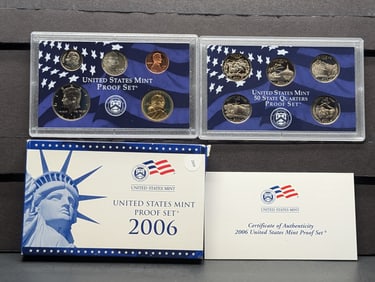 UNITED STATES MINT
PROOF SET
UNITED STATES MINT
50 STATE QUARTERS
PROOF SET
UNITED STATES MINT
UNITED STATES MINT
PROOF SET
2006
UNITED STATES MINT
Certificate of Authenticity
2006 United States Mint Proof Set